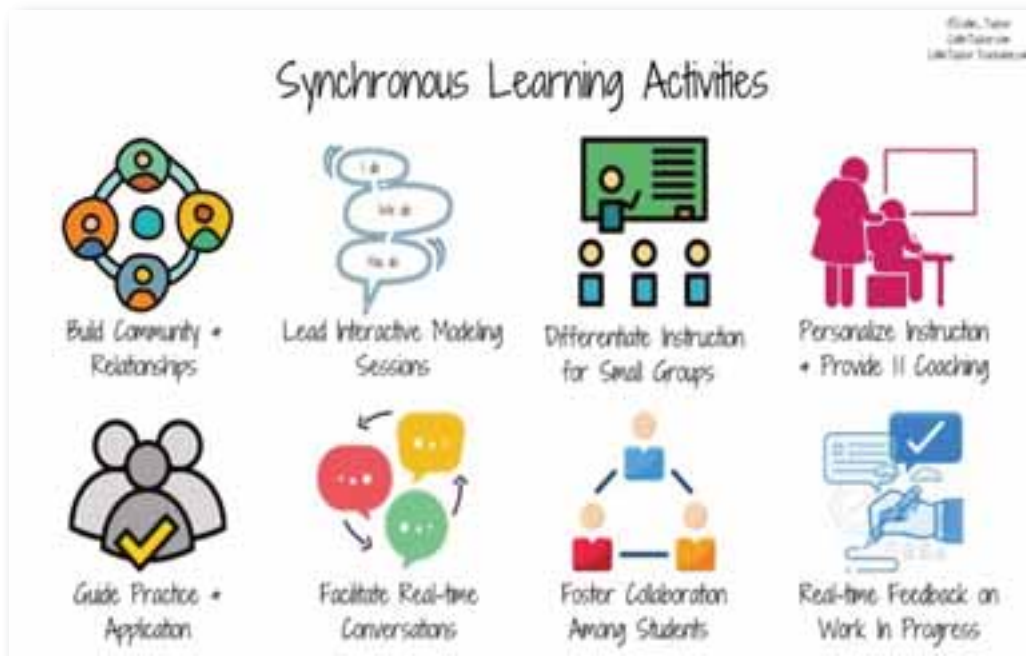 Synchronous Learning Activities
I do
We do
You do
Build Community +
Relationships
Lead Interactive Modeling
Sessions
Differentiate Instruction
for Small Groups
Personalize Instruction
+ Provide 1:1 Coaching
Guide Practice +
Application
Facilitate Real-time
Conversations
Foster Collaboration
Among Students
Real-time Feedback on
Work In Progress